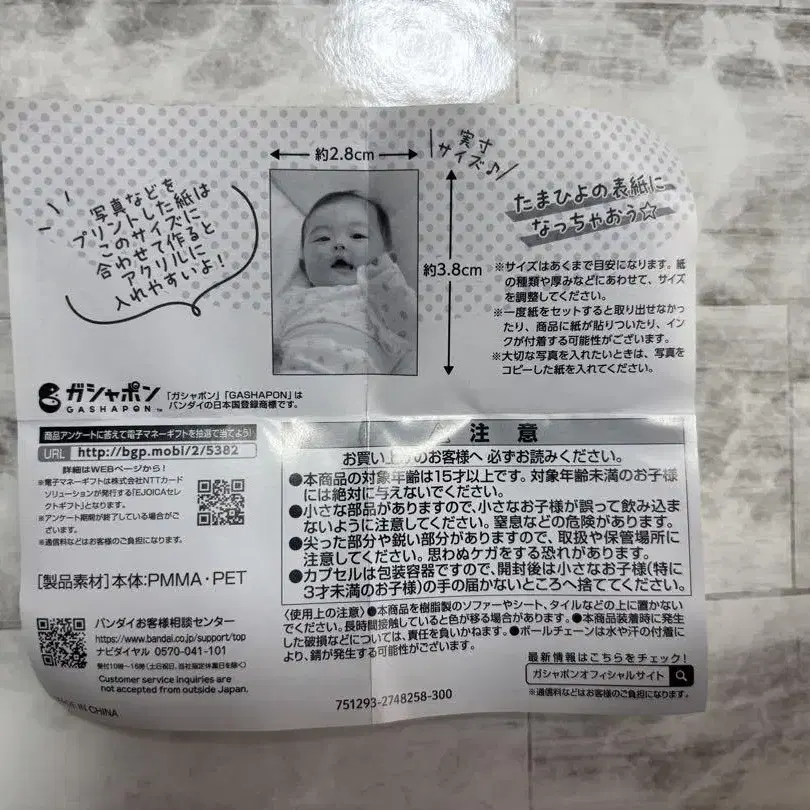 約2.8cm
実寸
サイズ♪
写真などを
プリントした紙は
このサイズに
合わせて作ると
アクリルに
入れやすいよ!
約3.8cm
たまひよの表紙に
なっちゃおう☆
※サイズはあくまで目安になります。紙
の種類や厚みなどにあわせて、サイズ
を調整してください。
※一度紙をセットすると取り出せなかっ
たり、商品に紙が貼りついたり、イン
クが付着する可能性がございます。
※大切な写真を入れたいときは、写真を
コピーした紙を入れてください。
ガシャポン
GASHAPON™
「ガシャポン」「GASHAPON」は
バンダイの日本国登録商標です。
商品アンケートに答えて電子マネーギフトを抽選で当てよう!
URL http://bgp.mobi/2/5382
詳細はWEBページから!
※電子マネーギフトは株式会社NTTカード
ソリューションが発行する「EJOICAセレ
クトギフト」となります。
※アンケート期間が終了している場合がご
ざいます。
※通信料などはお客様のご負担になります。
[製品素材]本体:PMMA・PET
バンダイお客様相談センター
https://www.bandai.co.jp/support/top
ナビダイヤル 0570-041-101
受付10時~16時(土日祝日、当社指定休業日を除く)
Customer service inquiries are
not accepted from outside Japan.
MADE IN CHINA
注意
お買い上げのお客様へ 必ずお読みください。
●本商品の対象年齢は15才以上です。対象年齢未満のお子様
には絶対に与えないでください。
●小さな部品がありますので、小さなお子様が誤って飲み込ま
ないように注意してください。窒息などの危険があります。
●尖った部分や鋭い部分がありますので、取扱や保管場所に
注意してください。思わぬケガをする恐れがあります。
●カプセルは包装容器ですので、開封後は小さなお子様(特に
3才未満のお子様)の手の届かないところへ捨ててください。
〈使用上の注意〉●本商品を樹脂製のソファーやシート、タイルなどの上に置かない
でください。長時間接触していると色が移る場合があります。●本商品装着時に発生
した破損などについては、責任を負いかねます。●ボールチェーンは水や汗の付着に
より、錆が発生する可能性がございます。
最新情報はこちらをチェック!
ガシャポンオフィシャルサイト
※通信料などはお客様のご負担になります。
751293-2748258-300